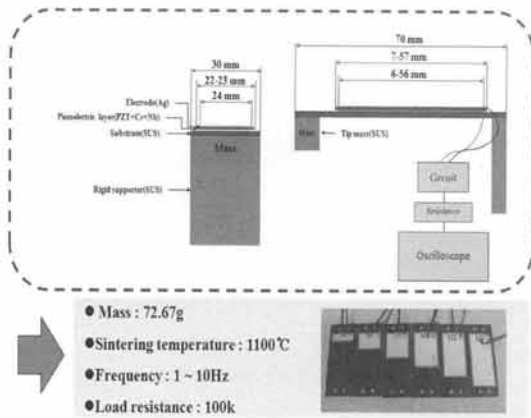 70 mm
30 mm
7-57 mm
22-25 mm
6-56 mm
24 mm
Electrode(Ag)
Piezoelectric layer(PZT+Cr+Nb)
Substrate(SUS)
Mass
Mass
Tip mass(SUS)
Rigid supporter(SUS)
Circuit
Resistance
Oscilloscope
● Mass : 72.67g
●Sintering temperature : 1100℃
●Frequency : 1 ~ 10Hz
●Load resistance : 100k